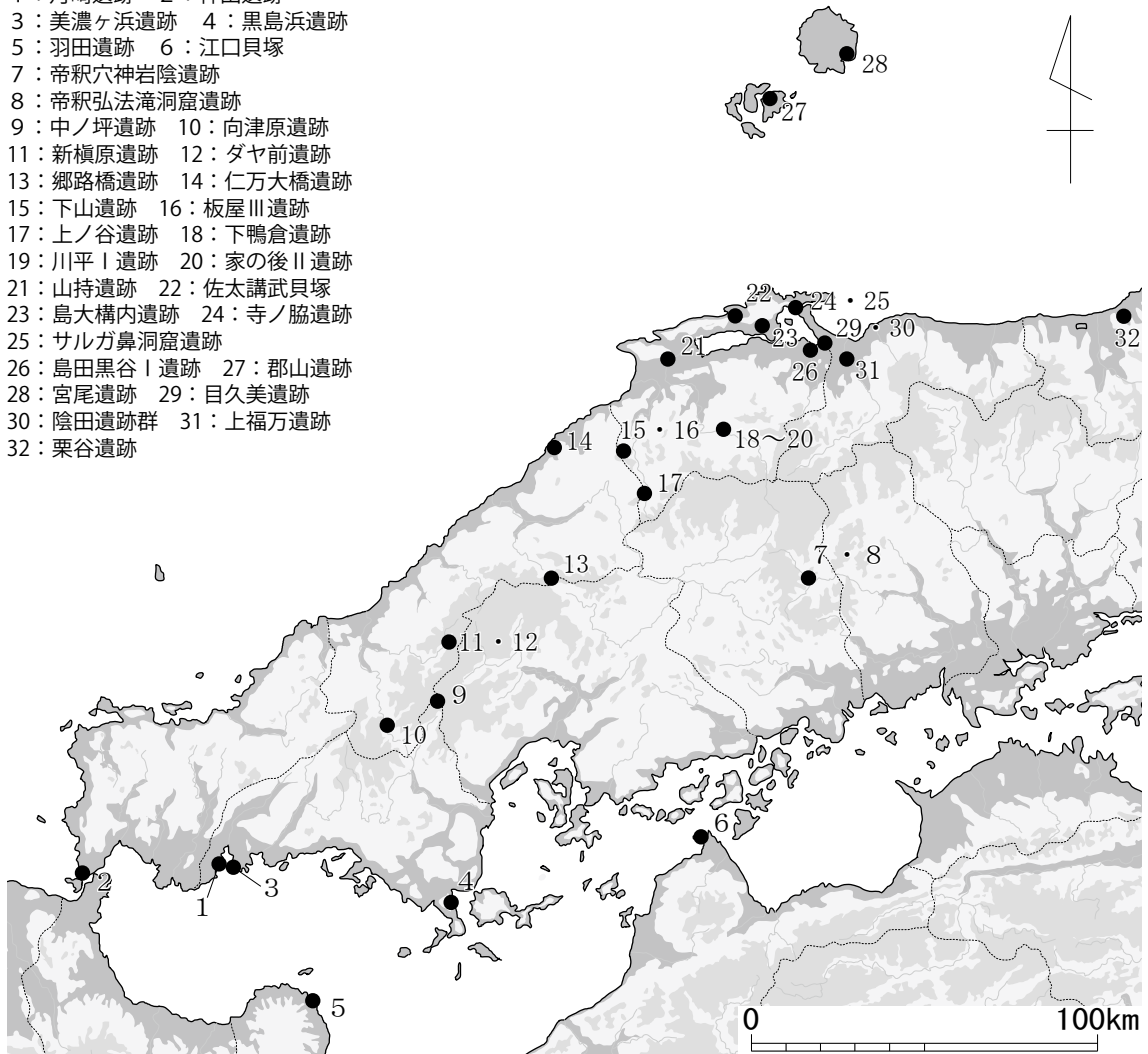 3：美濃ヶ浜遺跡 4：黒島浜遺跡
5：羽田遺跡 6：江口貝塚
7：帝釈穴神岩陰遺跡
8：帝釈弘法滝洞窟遺跡
9：中ノ坪遺跡 10：向津原遺跡
11：新槇原遺跡 12：ダヤ前遺跡
13：郷路橋遺跡 14：仁万大橋遺跡
15：下山遺跡 16：板屋Ⅲ遺跡
17：上ノ谷遺跡 18：下鴨倉遺跡
19：川平Ⅰ遺跡 20：家の後Ⅱ遺跡
21：山持遺跡 22：佐太講武貝塚
23：島大構内遺跡 24：寺ノ脇遺跡
25：サルガ鼻洞窟遺跡
26：島田黒谷Ⅰ遺跡 27：郡山遺跡
28：宮尾遺跡 29：目久美遺跡
30：陰田遺跡群 31：上福万遺跡
32：栗谷遺跡
28
27
22
24・25
23
29・30
32
21
26
31
15・16
18～20
14
17
7・8
13
11・12
9
10
6
2
3
1
4
5
0
100km